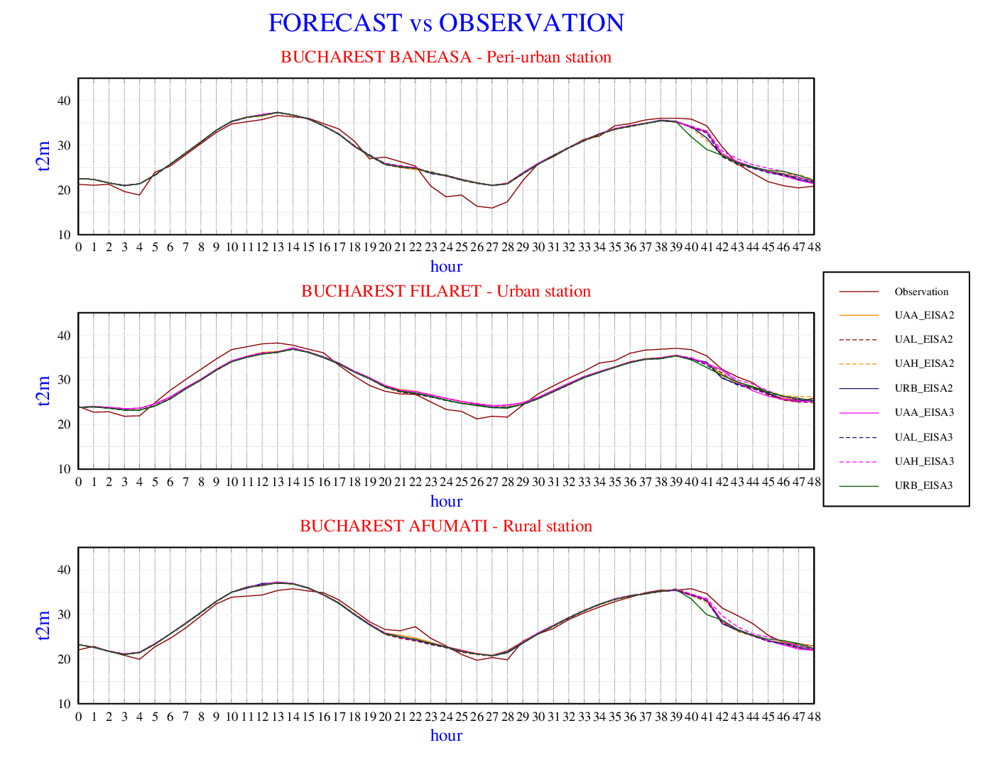 FORECAST vs OBSERVATION
BUCHAREST BANEASA - Peri-urban station
40
30
20
10
t2m
0 1 2 3 4 5 6 7 8 9 10 11 12 13 14 15 16 17 18 19 20 21 22 23 24 25 26 27 28 29 30 31 32 33 34 35 36 37 38 39 40 41 42 43 44 45 46 47 48
hour
BUCHAREST FILARET - Urban station
40
30
20
10
t2m
0 1 2 3 4 5 6 7 8 9 10 11 12 13 14 15 16 17 18 19 20 21 22 23 24 25 26 27 28 29 30 31 32 33 34 35 36 37 38 39 40 41 42 43 44 45 46 47 48
hour
Observation
UAA_EISA2
UAL_EISA2
UAH_EISA2
URB_EISA2
UAA_EISA3
UAL_EISA3
UAH_EISA3
URB_EISA3
BUCHAREST AFUMATI - Rural station
40
30
20
10
t2m
0 1 2 3 4 5 6 7 8 9 10 11 12 13 14 15 16 17 18 19 20 21 22 23 24 25 26 27 28 29 30 31 32 33 34 35 36 37 38 39 40 41 42 43 44 45 46 47 48
hour